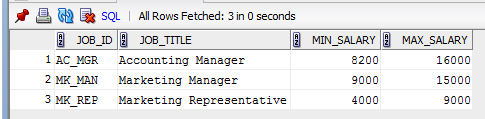 SQL | All Rows Fetched: 3 in 0 seconds
JOB_ID JOB_TITLE MIN_SALARY MAX_SALARY
1 AC_MGR Accounting Manager 8200 16000
2 MK_MAN Marketing Manager 9000 15000
3 MK_REP Marketing Representative 4000 9000